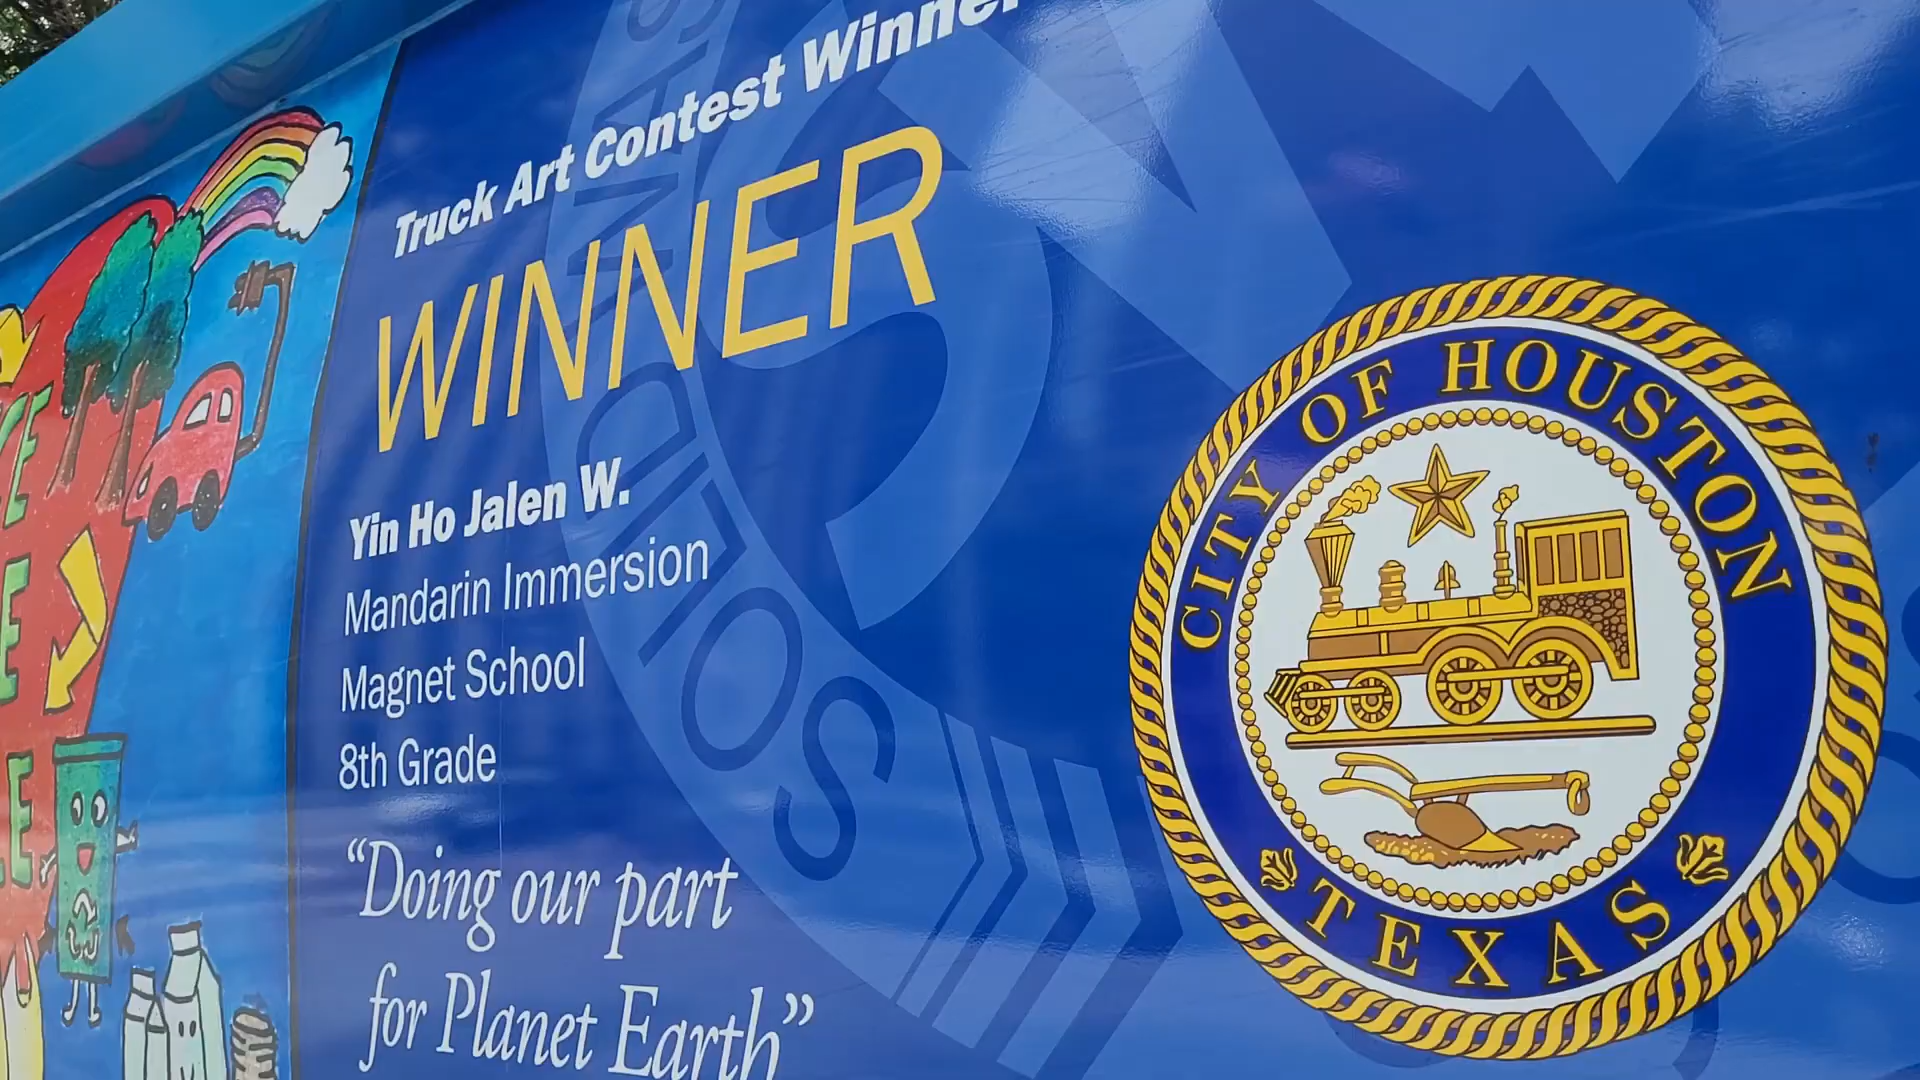 Truck Art Contest Winner
WINNER
Yin Ho Jalen W.
Mandarin Immersion
Magnet School
8th Grade
“Doing our part
for Planet Earth”
CITY OF HOUSTON
TEXAS
SOLID